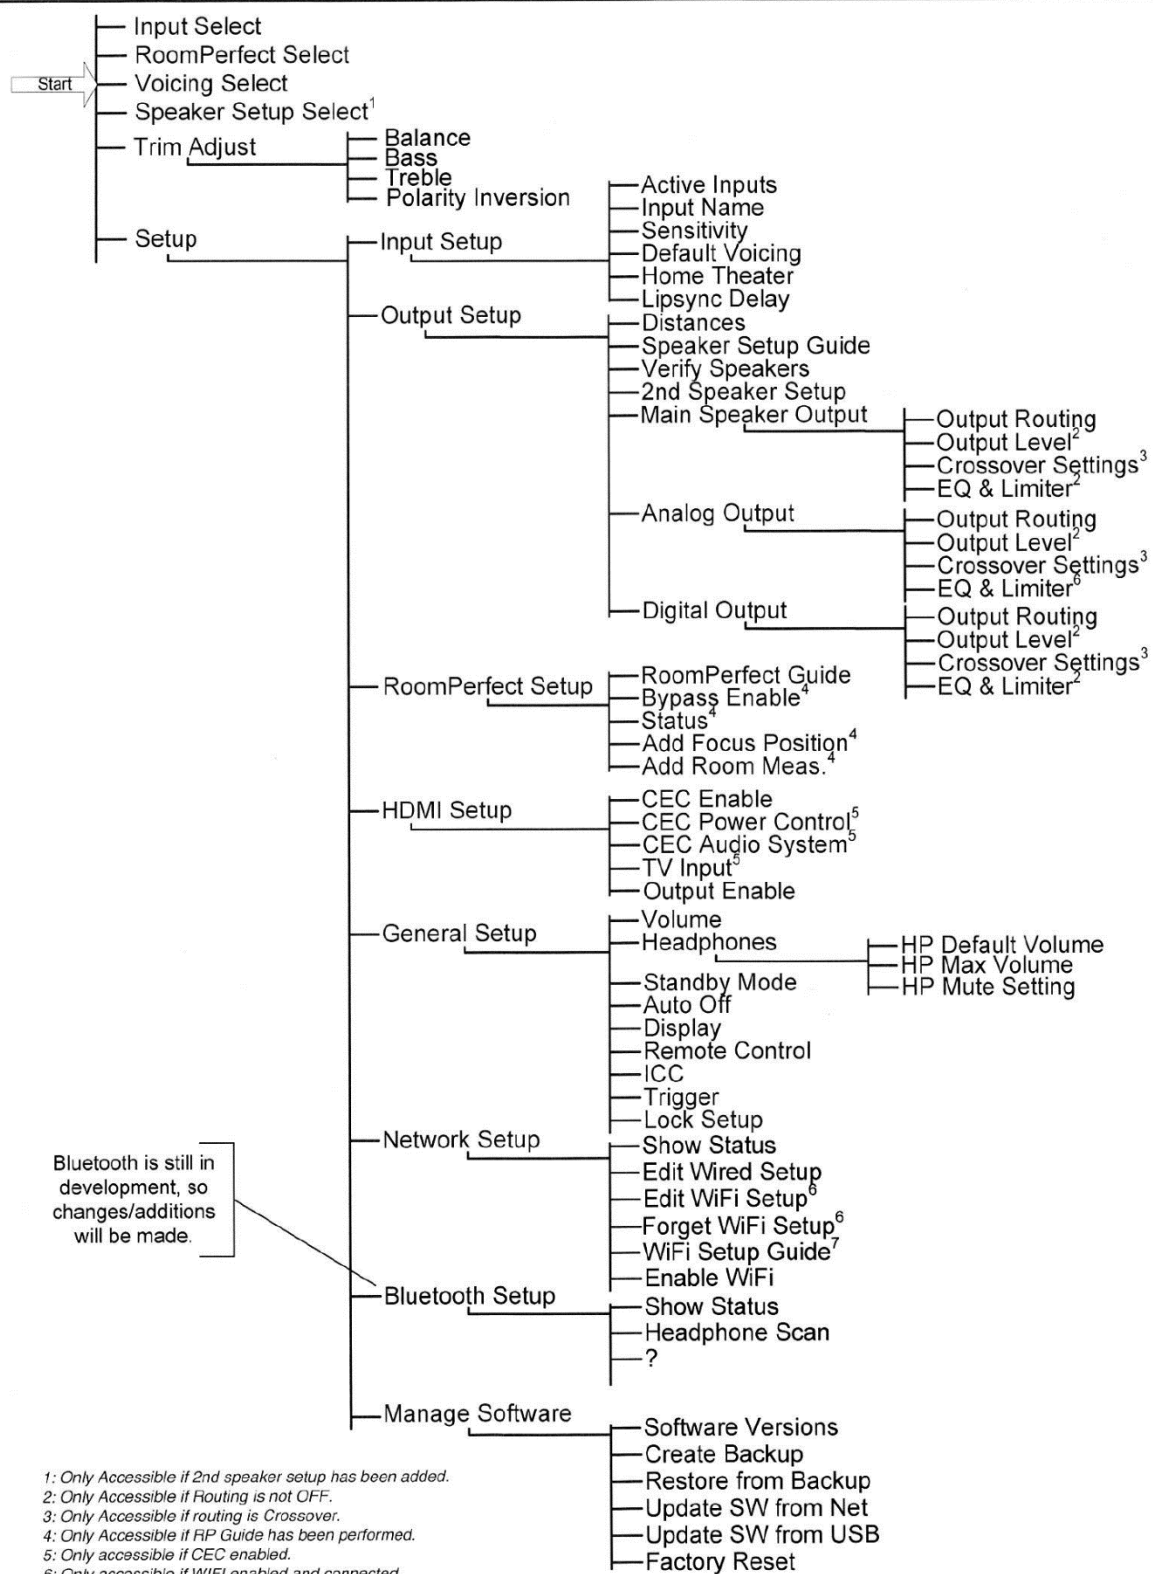 Input Select
RoomPerfect Select
Start
Voicing Select
Speaker Setup Select¹
Trim Adjust
Balance
Bass
Treble
Polarity Inversion
Setup
Input Setup
Active Inputs
Input Name
Sensitivity
Default Voicing
Home Theater
Lipsync Delay
Output Setup
Distances
Speaker Setup Guide
Verify Speakers
2nd Speaker Setup
Main Speaker Output
Output Routing
Output Level²
Crossover Settings³
EQ & Limiter²
Analog Output
Output Routing
Output Level²
Crossover Settings³
EQ & Limiter⁶
Digital Output
Output Routing
Output Level²
Crossover Settings³
EQ & Limiter²
RoomPerfect Setup
RoomPerfect Guide
Bypass Enable⁴
Status⁴
Add Focus Position⁴
Add Room Meas.⁴
HDMI Setup
CEC Enable
CEC Power Control⁵
CEC Audio System⁵
TV Input⁵
Output Enable
General Setup
Volume
Headphones
HP Default Volume
HP Max Volume
HP Mute Setting
Standby Mode
Auto Off
Display
Remote Control
ICC
Trigger
Lock Setup
Network Setup
Show Status
Edit Wired Setup
Edit WiFi Setup⁶
Forget WiFi Setup⁶
WiFi Setup Guide⁷
Enable WiFi
Bluetooth is still in
development, so
changes/additions
will be made.
Bluetooth Setup
Show Status
Headphone Scan
?
Manage Software
Software Versions
Create Backup
Restore from Backup
Update SW from Net
Update SW from USB
Factory Reset
1: Only Accessible if 2nd speaker setup has been added.
2: Only Accessible if Routing is not OFF.
3: Only Accessible if routing is Crossover.
4: Only Accessible if RP Guide has been performed.
5: Only accessible if CEC enabled.
6: Only accessible if WIFI enabled and connected.